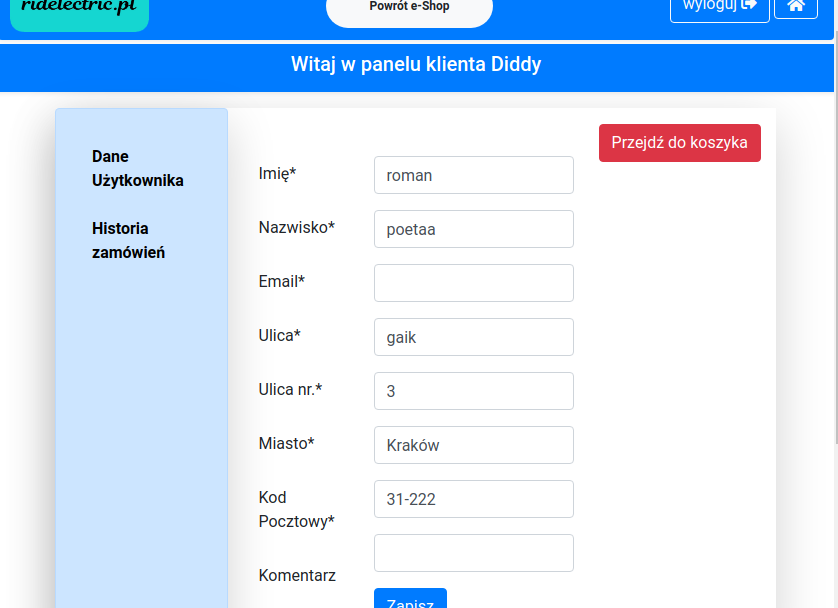 ridelectric.pl
Powrót e-Shop
wyloguj
Witaj w panelu klienta Diddy
Przejdź do koszyka
Dane
Użytkownika
Historia
zamówień
Imię*
roman
Nazwisko*
poetaa
Email*
Ulica*
gaik
Ulica nr.*
3
Miasto*
Kraków
Kod
Pocztowy*
31-222
Komentarz
Zapisz